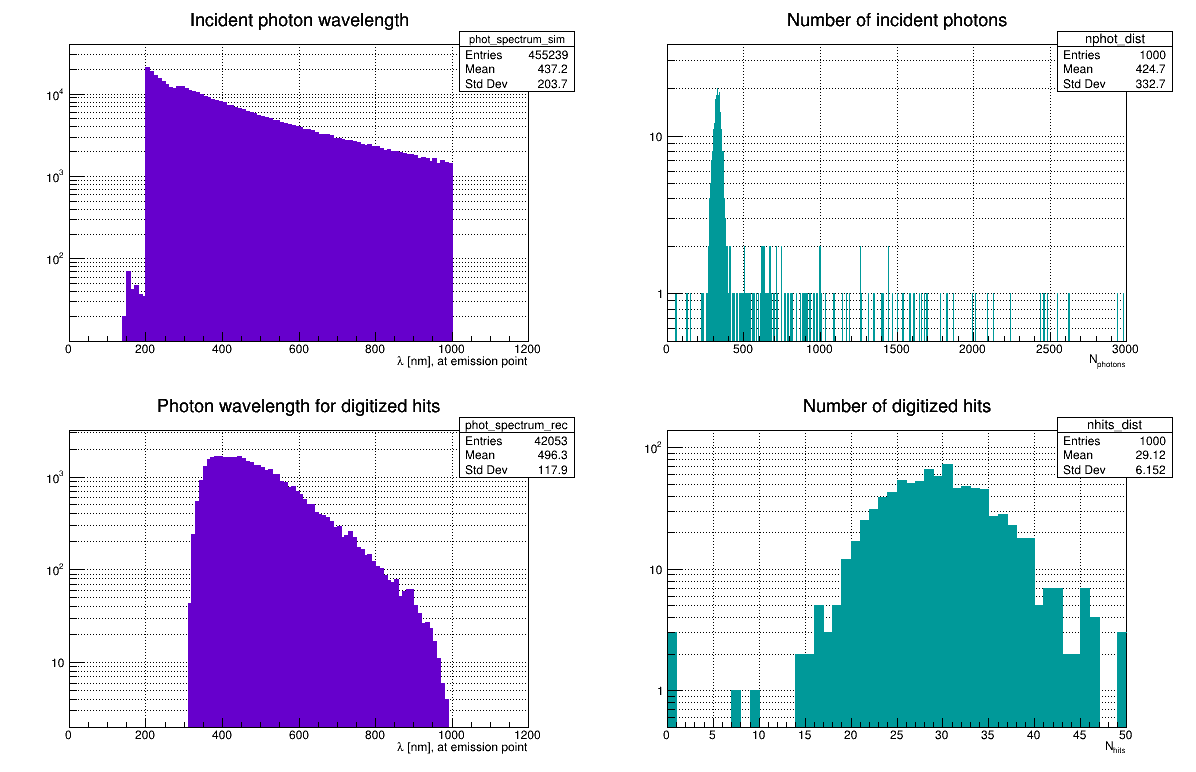 Incident photon wavelength
phot_spectrum_sim
Entries 455239
Mean 437.2
Std Dev 203.7
10^4
10^3
10^2
0 200 400 600 800 1000 1200
λ [nm], at emission point
Number of incident photons
nphot_dist
Entries 1000
Mean 424.7
Std Dev 332.7
10
1
0 500 1000 1500 2000 2500 3000
N_photons
Photon wavelength for digitized hits
phot_spectrum_rec
Entries 42053
Mean 496.3
Std Dev 117.9
10^3
10^2
10
0 200 400 600 800 1000 1200
λ [nm], at emission point
Number of digitized hits
nhits_dist
Entries 1000
Mean 29.12
Std Dev 6.152
10^2
10
1
0 5 10 15 20 25 30 35 40 45 50
N_hits